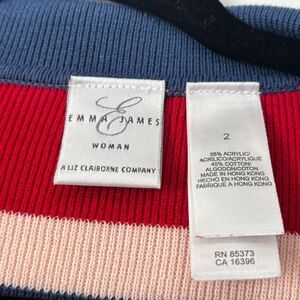 E
EMMA JAMES
WOMAN
A LIZ CLAIBORNE COMPANY
2
55% ACRYLIC/
ACRILICO/ACRYLIQUE
45% COTTON/
ALGODON/COTON
MADE IN HONG KONG
HECHO EN HONG KONG
FABRIQUE A HONG KONG
RN 85373
CA 16396